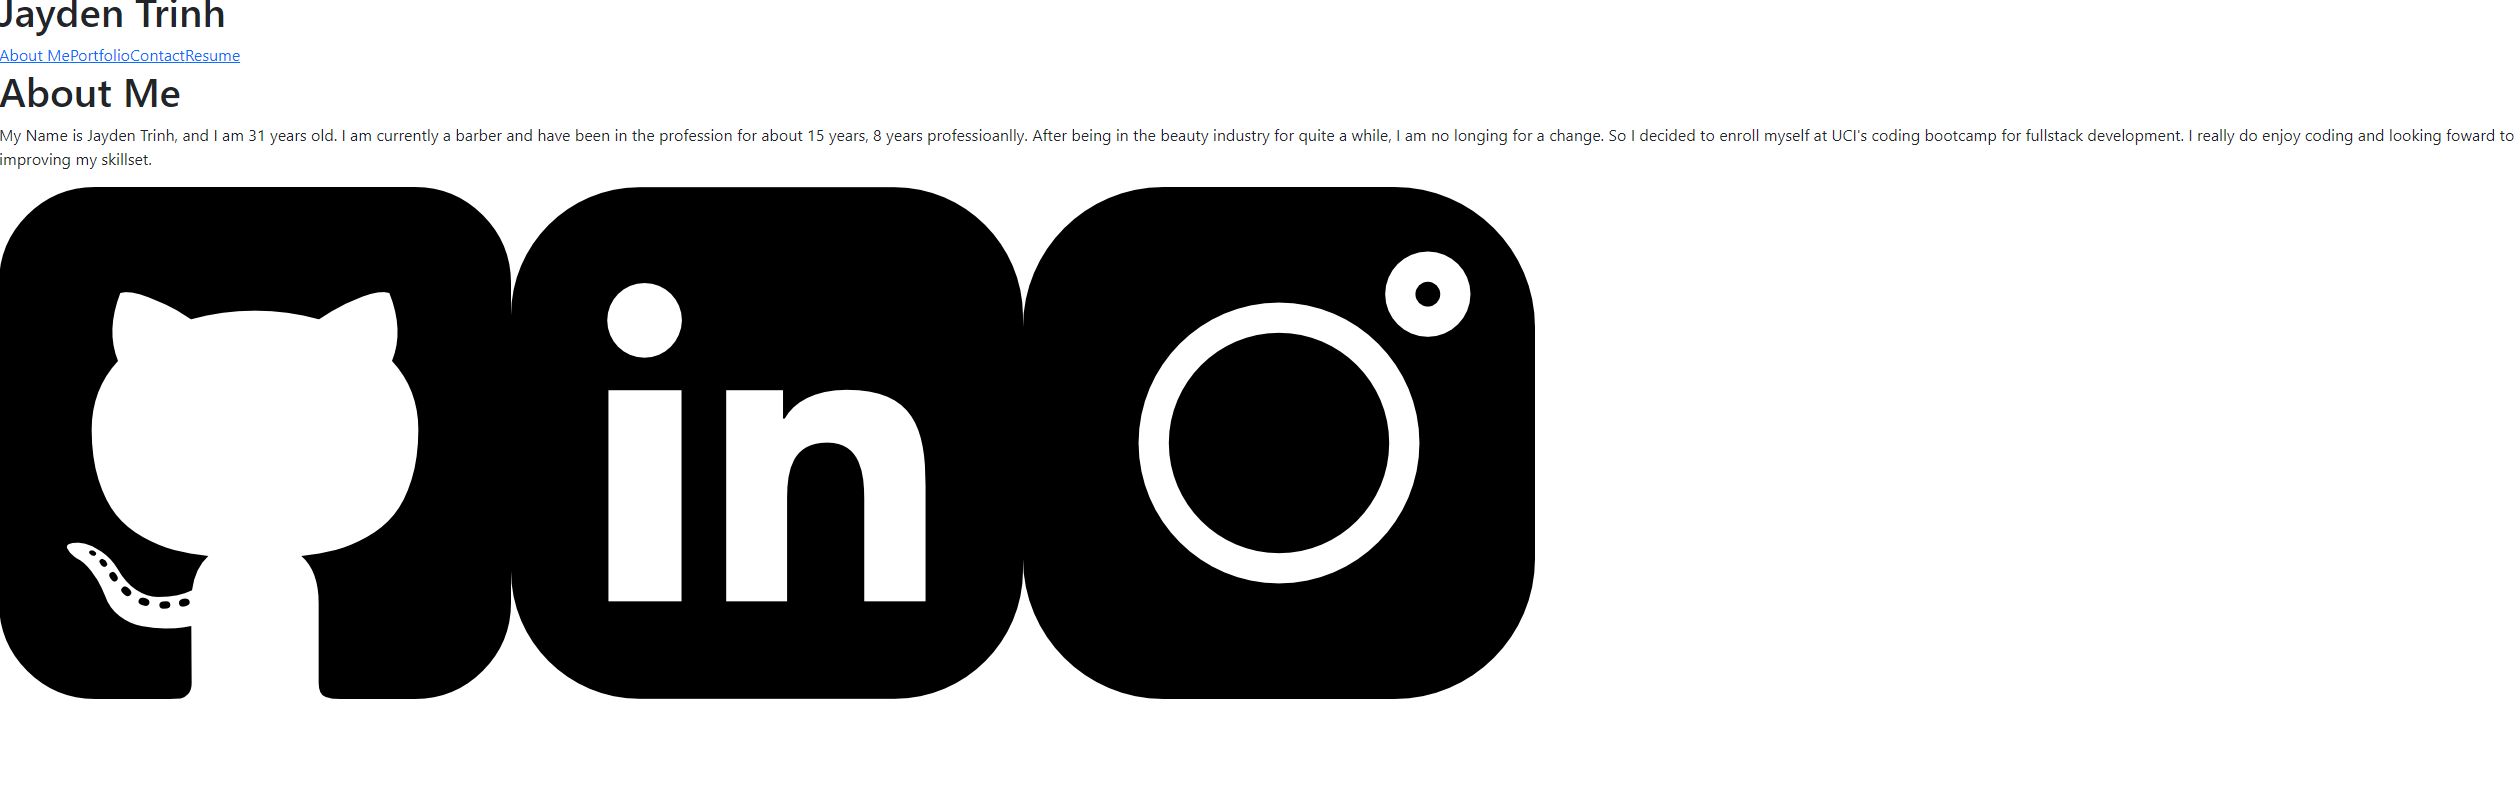 Jayden Trinh
About MePortfolioContactResume
About Me
My Name is Jayden Trinh, and I am 31 years old. I am currently a barber and have been in the profession for about 15 years, 8 years professioanlly. After being in the beauty industry for quite a while, I am no longing for a change. So I decided to enroll myself at UCI's coding bootcamp for fullstack development. I really do enjoy coding and looking foward to
improving my skillset.
in